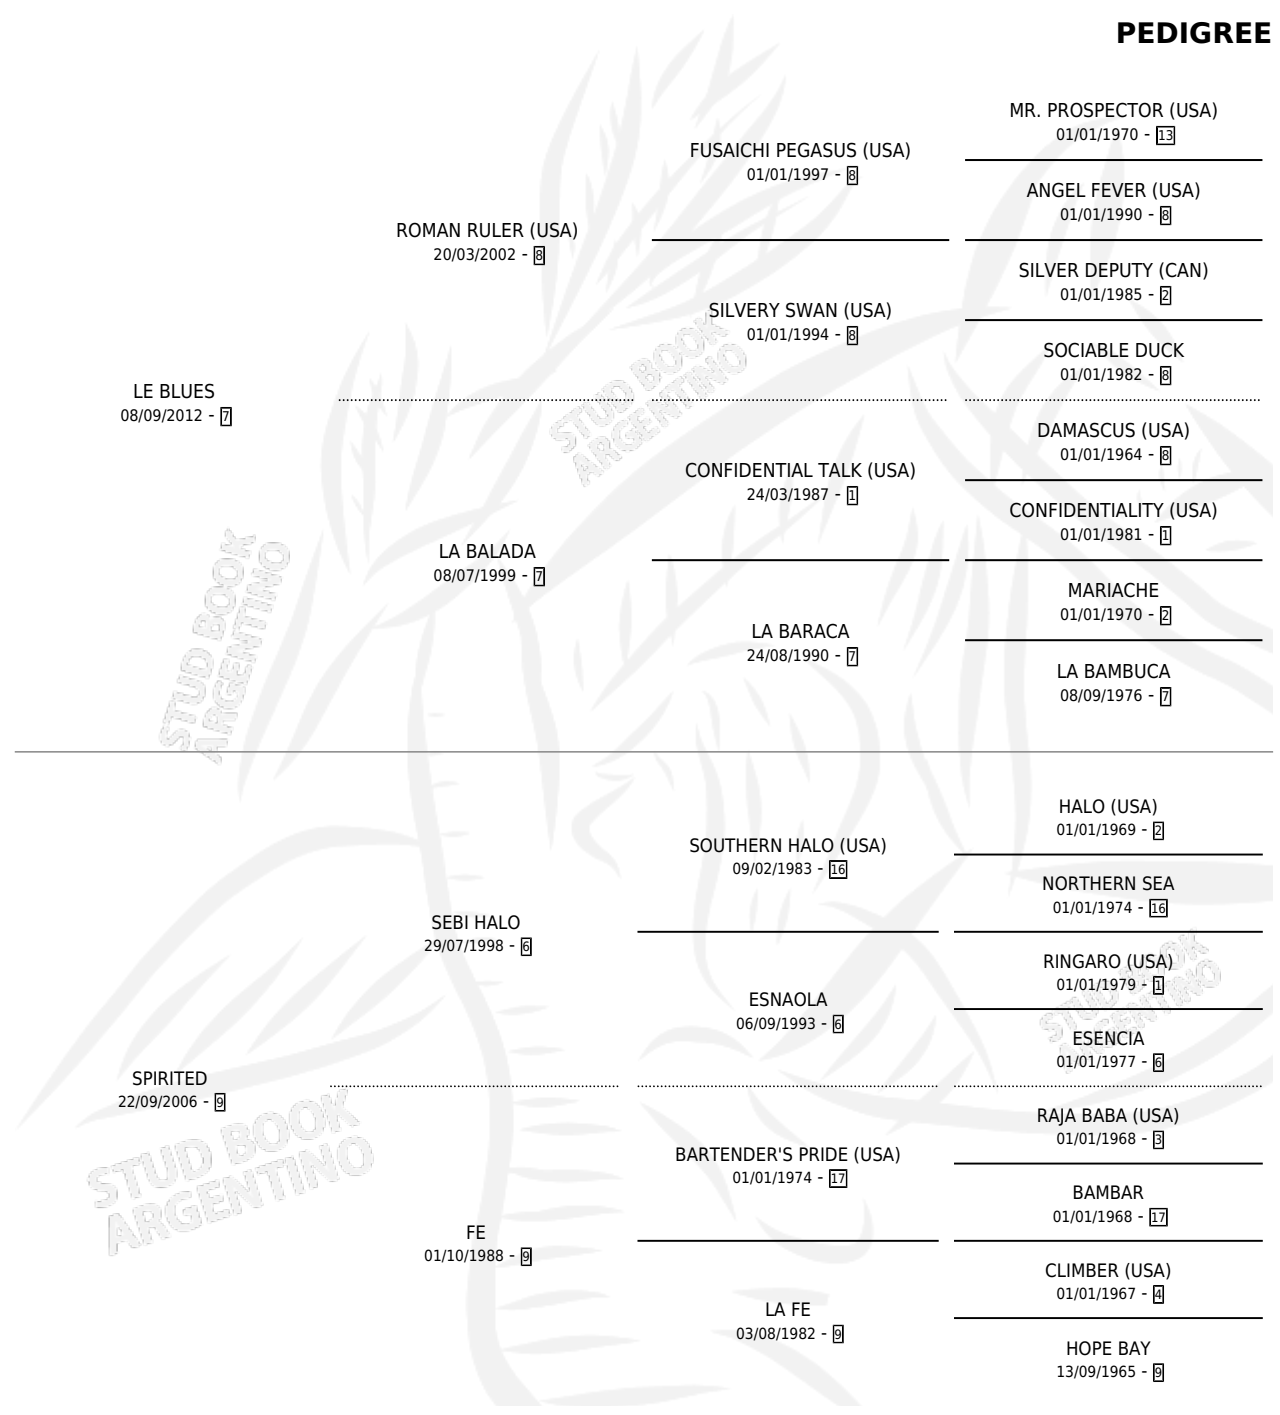 PEDIGREE
MR. PROSPECTOR (USA)
01/01/1970 - 13
FUSAICHI PEGASUS (USA)
01/01/1997 - 8
ANGEL FEVER (USA)
01/01/1990 - 8
ROMAN RULER (USA)
20/03/2002 - 8
SILVER DEPUTY (CAN)
01/01/1985 - 2
SILVERY SWAN (USA)
01/01/1994 - 8
SOCIABLE DUCK
01/01/1982 - 8
LE BLUES
08/09/2012 - 7
DAMASCUS (USA)
01/01/1964 - 8
CONFIDENTIAL TALK (USA)
24/03/1987 - 1
CONFIDENTIALITY (USA)
01/01/1981 - 1
LA BALADA
08/07/1999 - 7
MARIACHE
01/01/1970 - 2
LA BARACA
24/08/1990 - 7
LA BAMBUCA
08/09/1976 - 7
HALO (USA)
01/01/1969 - 2
SOUTHERN HALO (USA)
09/02/1983 - 16
NORTHERN SEA
01/01/1974 - 16
SEBI HALO
29/07/1998 - 6
RINGARO (USA)
01/01/1979 - 1
ESNAOLA
06/09/1993 - 6
ESENCIA
01/01/1977 - 6
SPIRITED
22/09/2006 - 9
RAJA BABA (USA)
01/01/1968 - 3
BARTENDER'S PRIDE (USA)
01/01/1974 - 17
BAMBAR
01/01/1968 - 17
FE
01/10/1988 - 9
CLIMBER (USA)
01/01/1967 - 4
LA FE
03/08/1982 - 9
HOPE BAY
13/09/1965 - 9
STUD BOOK
ARGENTINO
STUD BOOK
ARGENTINO
STUD BOOK
ARGENTINO
STUD BOOK
ARGENTINO